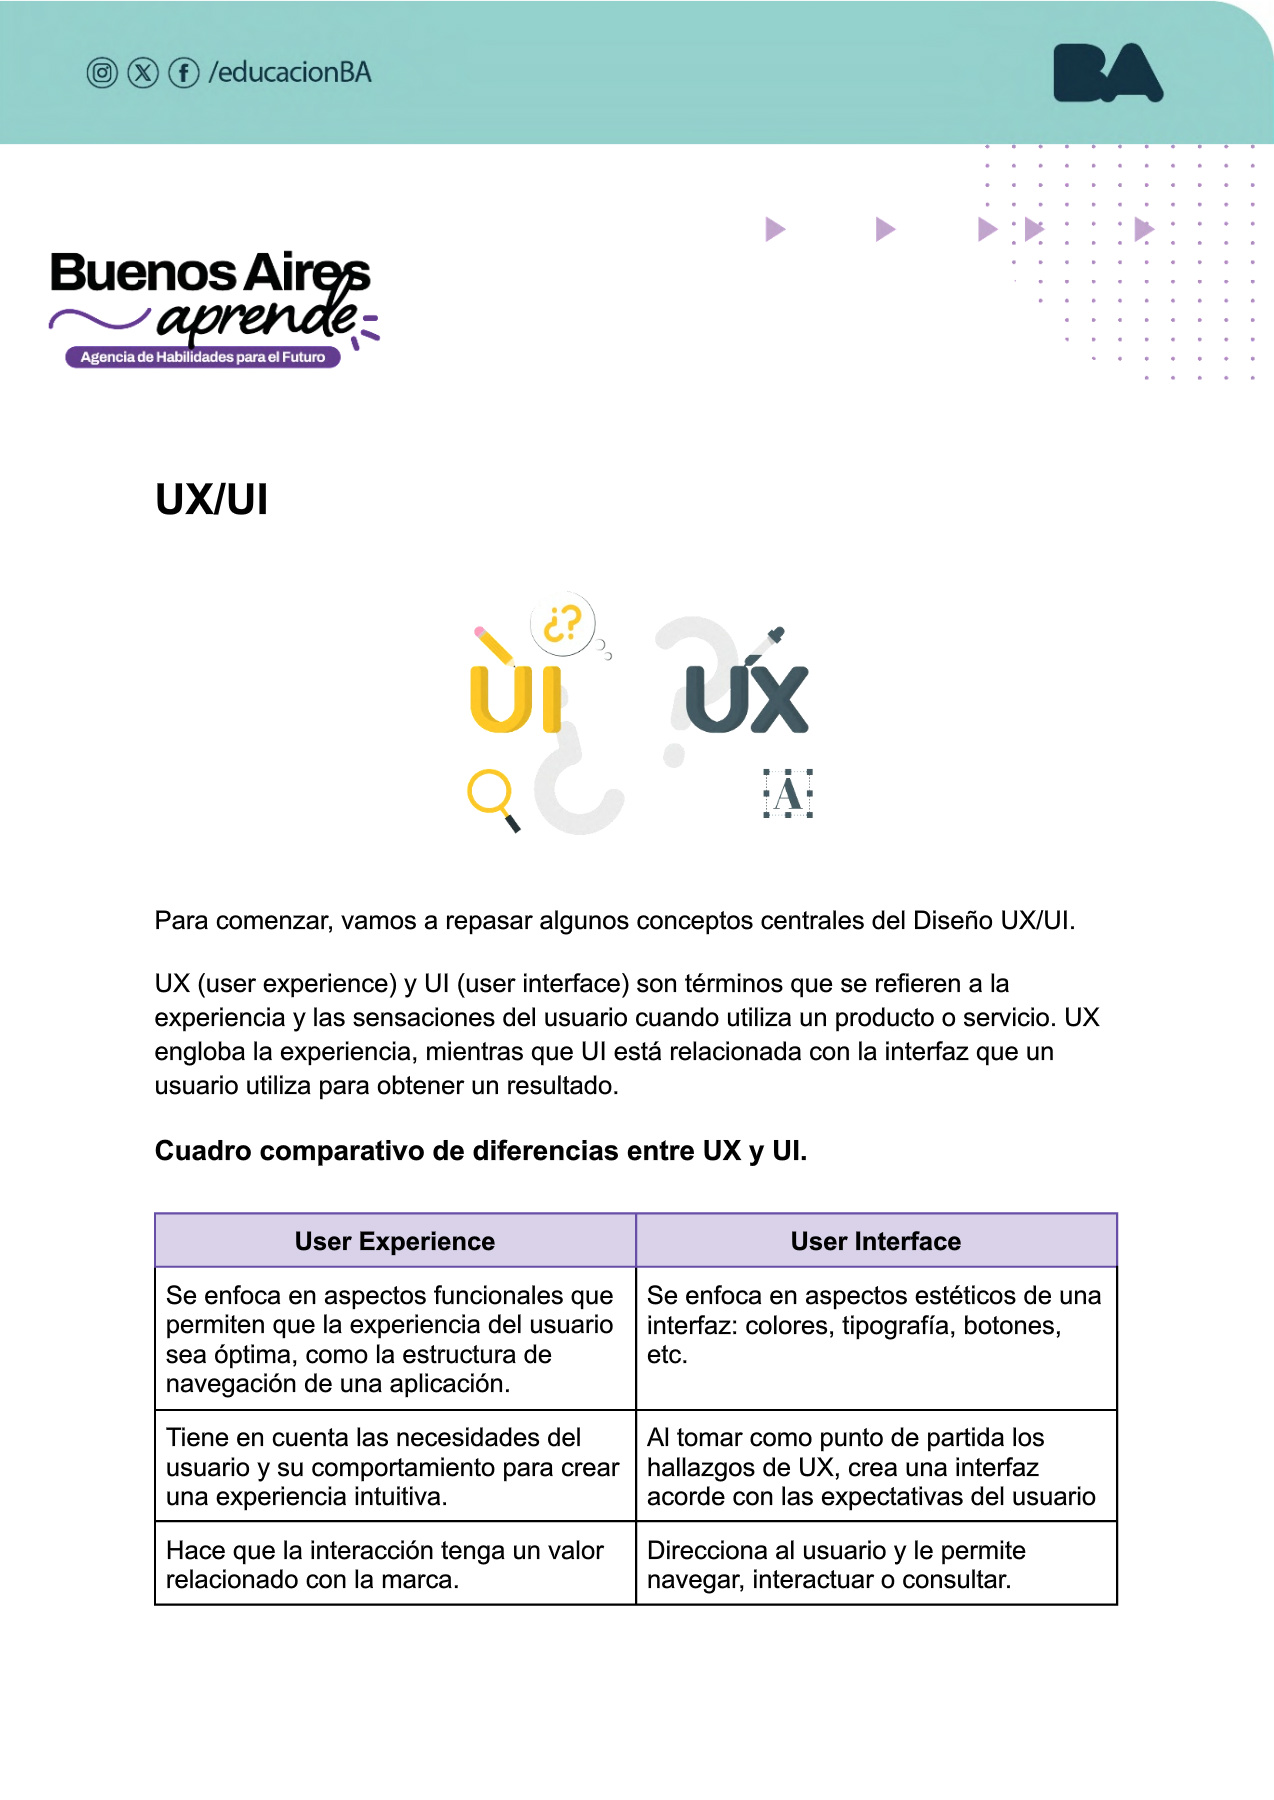 /educacionBA
BA
Buenos Aires
aprende
Agencia de Habilidades para el Futuro
UX/UI
¿?
UI
UX
¿?
A
Para comenzar, vamos a repasar algunos conceptos centrales del Diseño UX/UI.
UX (user experience) y UI (user interface) son términos que se refieren a la
experiencia y las sensaciones del usuario cuando utiliza un producto o servicio. UX
engloba la experiencia, mientras que UI está relacionada con la interfaz que un
usuario utiliza para obtener un resultado.
Cuadro comparativo de diferencias entre UX y UI.
User Experience
User Interface
Se enfoca en aspectos funcionales que
permiten que la experiencia del usuario
sea óptima, como la estructura de
navegación de una aplicación.
Se enfoca en aspectos estéticos de una
interfaz: colores, tipografía, botones,
etc.
Tiene en cuenta las necesidades del
usuario y su comportamiento para crear
una experiencia intuitiva.
Al tomar como punto de partida los
hallazgos de UX, crea una interfaz
acorde con las expectativas del usuario
Hace que la interacción tenga un valor
relacionado con la marca.
Direcciona al usuario y le permite
navegar, interactuar o consultar.